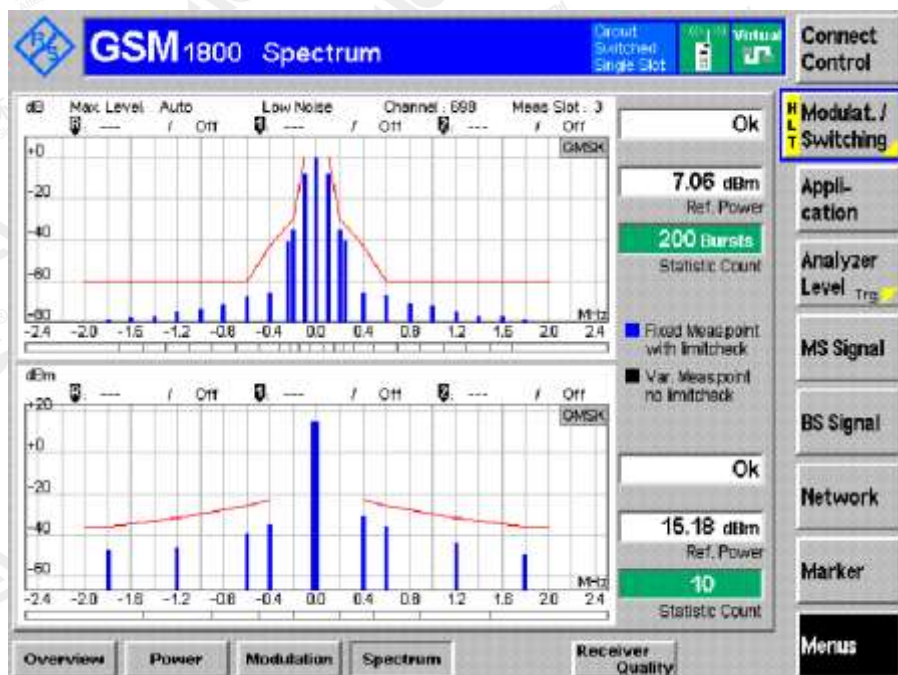 R&S
GSM 1800 Spectrum
Circuit Switched Single Slot
Virtual
Connect Control
dB Max. Level Auto Low Noise Channel : 698 Meas Slot : 3
--- / Off --- / Off --- / Off
GMSK
+0
-20
-40
-60
-80
MHz
-2.4 -2.0 -1.6 -1.2 -0.8 -0.4 0.0 0.4 0.8 1.2 1.6 2.0 2.4
Ok
7.06 dBm
Ref. Power
200 Bursts
Statistic Count
Fixed Measpoint
with limitcheck
Var. Measpoint
no limitcheck
dBm
--- / Off --- / Off --- / Off
GMSK
+20
+0
-20
-40
-60
MHz
-2.4 -2.0 -1.6 -1.2 -0.8 -0.4 0.0 0.4 0.8 1.2 1.6 2.0 2.4
Ok
15.18 dBm
Ref. Power
10
Statistic Count
HLT
Modulat. / Switching
Appli-
cation
Analyzer
Level Trg
MS Signal
BS Signal
Network
Marker
Menus
Overview Power Modulation Spectrum Receiver Quality